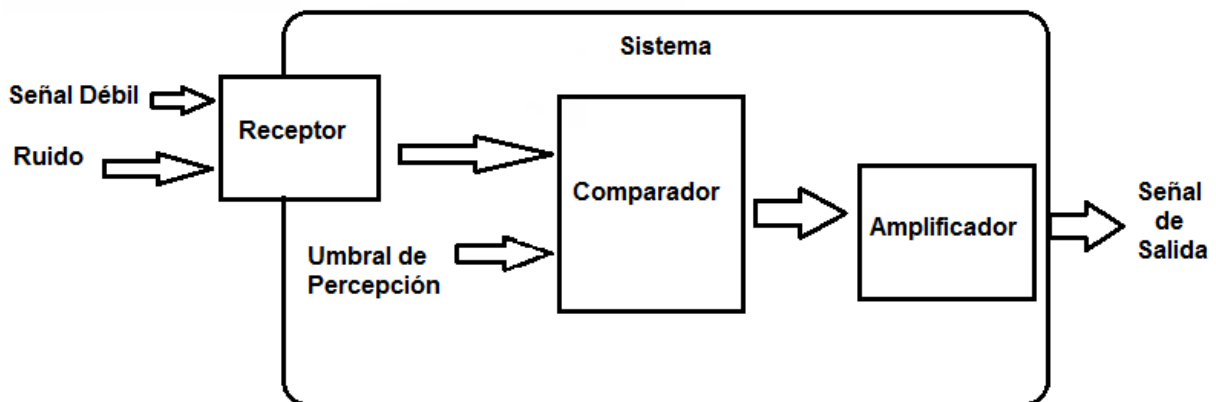 Sistema
Señal Débil
Ruido
Receptor
Umbral de
Percepción
Comparador
Amplificador
Señal
de
Salida